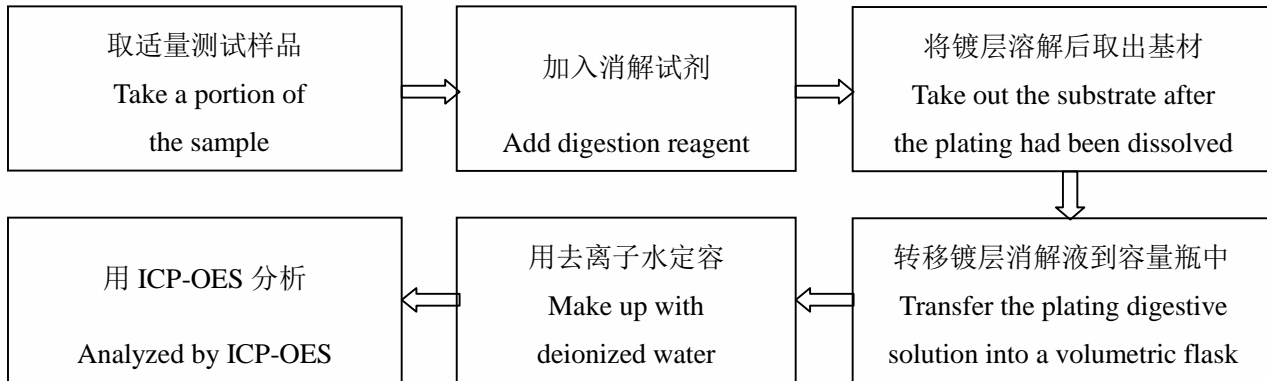 取适量测试样品
Take a portion of
the sample
加入消解试剂
Add digestion reagent
将镀层溶解后取出基材
Take out the substrate after
the plating had been dissolved
转移镀层消解液到容量瓶中
Transfer the plating digestive
solution into a volumetric flask
用去离子水定容
Make up with
deionized water
用 ICP-OES 分析
Analyzed by ICP-OES